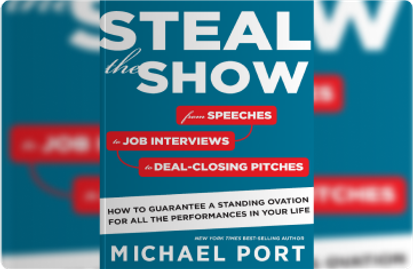 STEAL
the SHOW
from SPEECHES
to JOB INTERVIEWS
to DEAL-CLOSING PITCHES
HOW TO GUARANTEE A STANDING OVATION
FOR ALL THE PERFORMANCES IN YOUR LIFE
NEW YORK TIMES BEST-SELLING AUTHOR
MICHAEL PORT